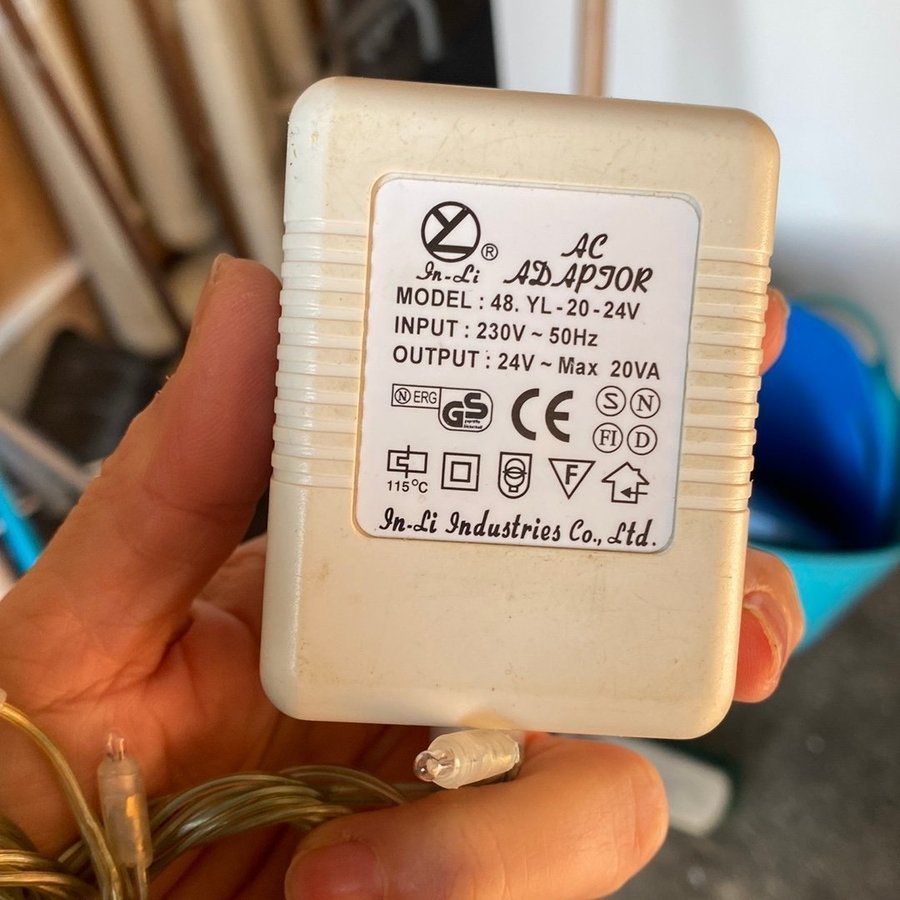 YL ®
In-Li
AC
ADAPTOR
MODEL : 48. YL-20-24V
INPUT : 230V ~ 50Hz
OUTPUT : 24V ~ Max 20VA
N ERG GS CE S N
FI D
115°C F
In-Li Industries Co., Ltd.